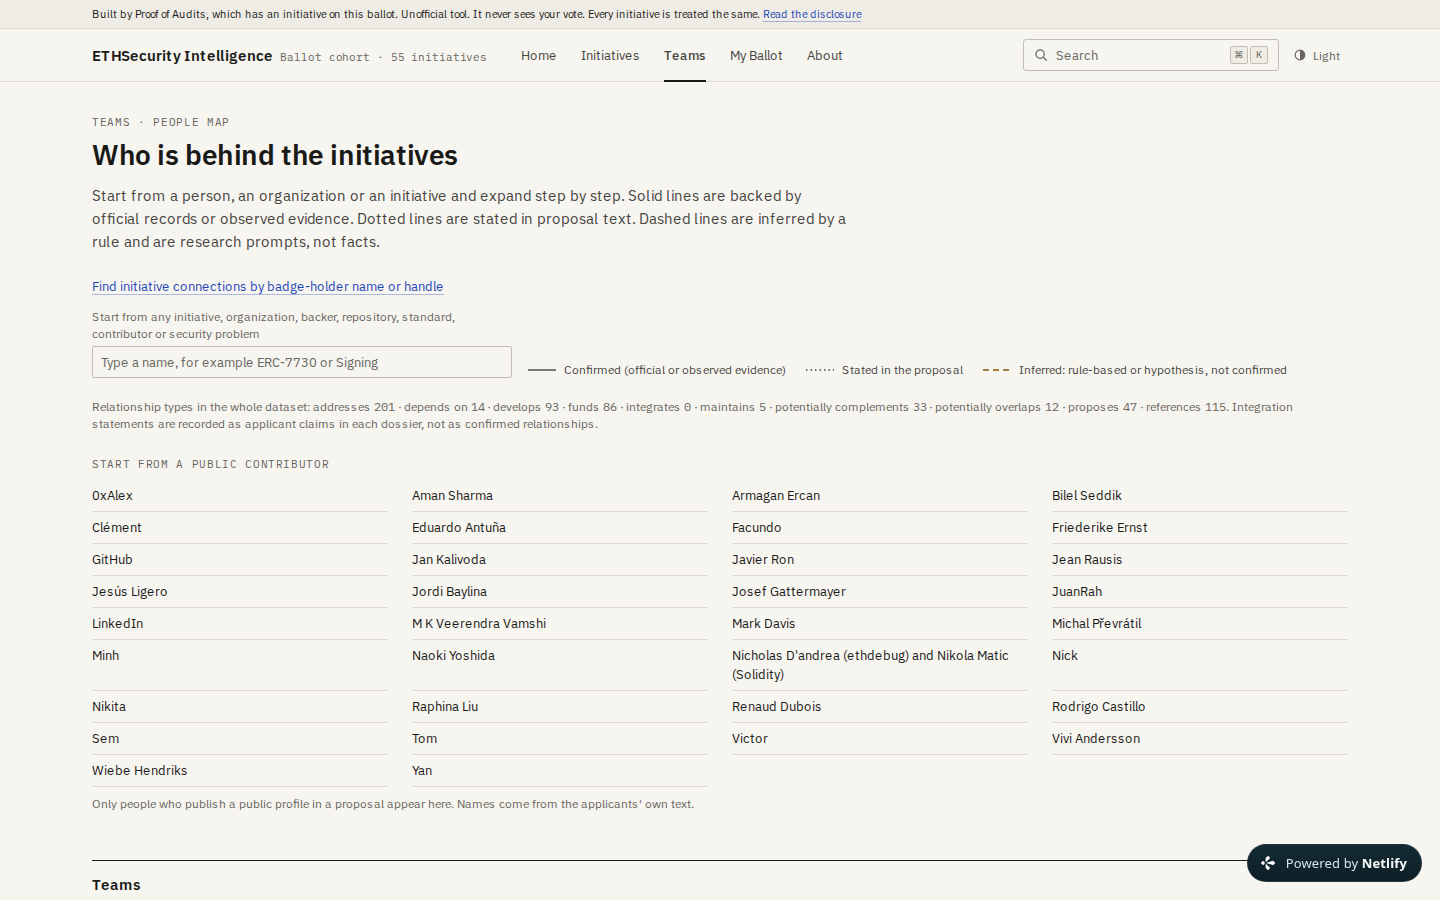 Built by Proof of Audits, which has an initiative on this ballot. Unofficial tool. It never sees your vote. Every initiative is treated the same. Read the disclosure
ETHSecurity Intelligence Ballot cohort · 55 initiatives Home Initiatives Teams My Ballot About Search ⌘ K Light
TEAMS · PEOPLE MAP
Who is behind the initiatives
Start from a person, an organization or an initiative and expand step by step. Solid lines are backed by
official records or observed evidence. Dotted lines are stated in proposal text. Dashed lines are inferred by a
rule and are research prompts, not facts.
Find initiative connections by badge-holder name or handle
Start from any initiative, organization, backer, repository, standard,
contributor or security problem
Type a name, for example ERC-7730 or Signing
Confirmed (official or observed evidence) Stated in the proposal Inferred: rule-based or hypothesis, not confirmed
Relationship types in the whole dataset: addresses 201 · depends on 14 · develops 93 · funds 86 · integrates 0 · maintains 5 · potentially complements 33 · potentially overlaps 12 · proposes 47 · references 115. Integration
statements are recorded as applicant claims in each dossier, not as confirmed relationships.
START FROM A PUBLIC CONTRIBUTOR
0xAlex Aman Sharma Armagan Ercan Bilel Seddik
Clément Eduardo Antuña Facundo Friederike Ernst
GitHub Jan Kalivoda Javier Ron Jean Rausis
Jesús Ligero Jordi Baylina Josef Gattermayer JuanRah
LinkedIn M K Veerendra Vamshi Mark Davis Michal Převrátil
Minh Naoki Yoshida Nicholas D'andrea (ethdebug) and Nikola Matic Nick
(Solidity)
Nikita Raphina Liu Renaud Dubois Rodrigo Castillo
Sem Tom Victor Vivi Andersson
Wiebe Hendriks Yan
Only people who publish a public profile in a proposal appear here. Names come from the applicants' own text.
Powered by Netlify
Teams